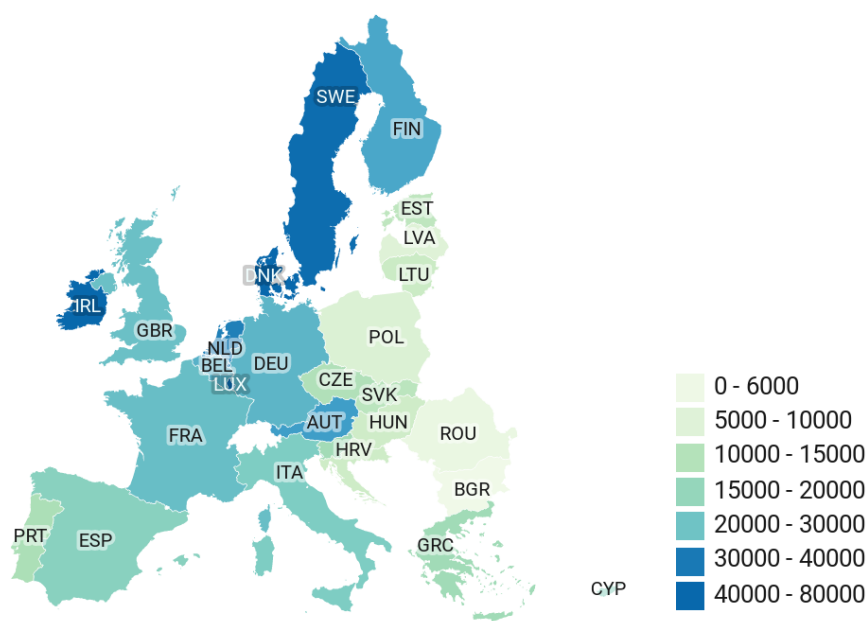 SWE
FIN
EST
LVA
LTU
DNK
IRL
GBR
NLD
POL
BEL
DEU
LUX
CZE
SVK
AUT
HUN
FRA
ROU
HRV
ITA
BGR
PRT
ESP
GRC
CYP
0 - 6000
5000 - 10000
10000 - 15000
15000 - 20000
20000 - 30000
30000 - 40000
40000 - 80000